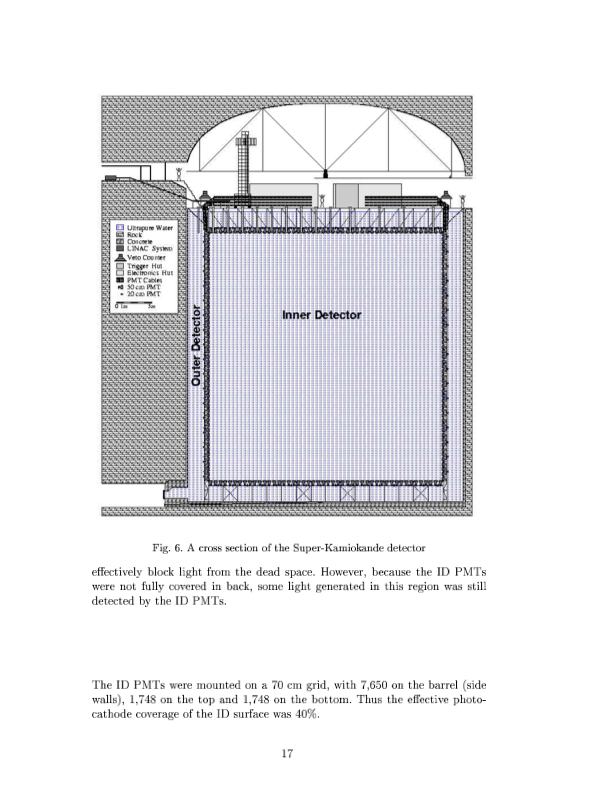 Ultrapure Water
Rock
Concrete
LINAC System
Veto Counter
Trigger Hut
Electronics Hut
PMT Cables
50 cm PMT
20 cm PMT
0 1m 5m
Inner Detector
Outer Detector
Fig. 6. A cross section of the Super-Kamiokande detector
effectively block light from the dead space. However, because the ID PMTs
were not fully covered in back, some light generated in this region was still
detected by the ID PMTs.
The ID PMTs were mounted on a 70 cm grid, with 7,650 on the barrel (side
walls), 1,748 on the top and 1,748 on the bottom. Thus the effective photo-
cathode coverage of the ID surface was 40%.
17